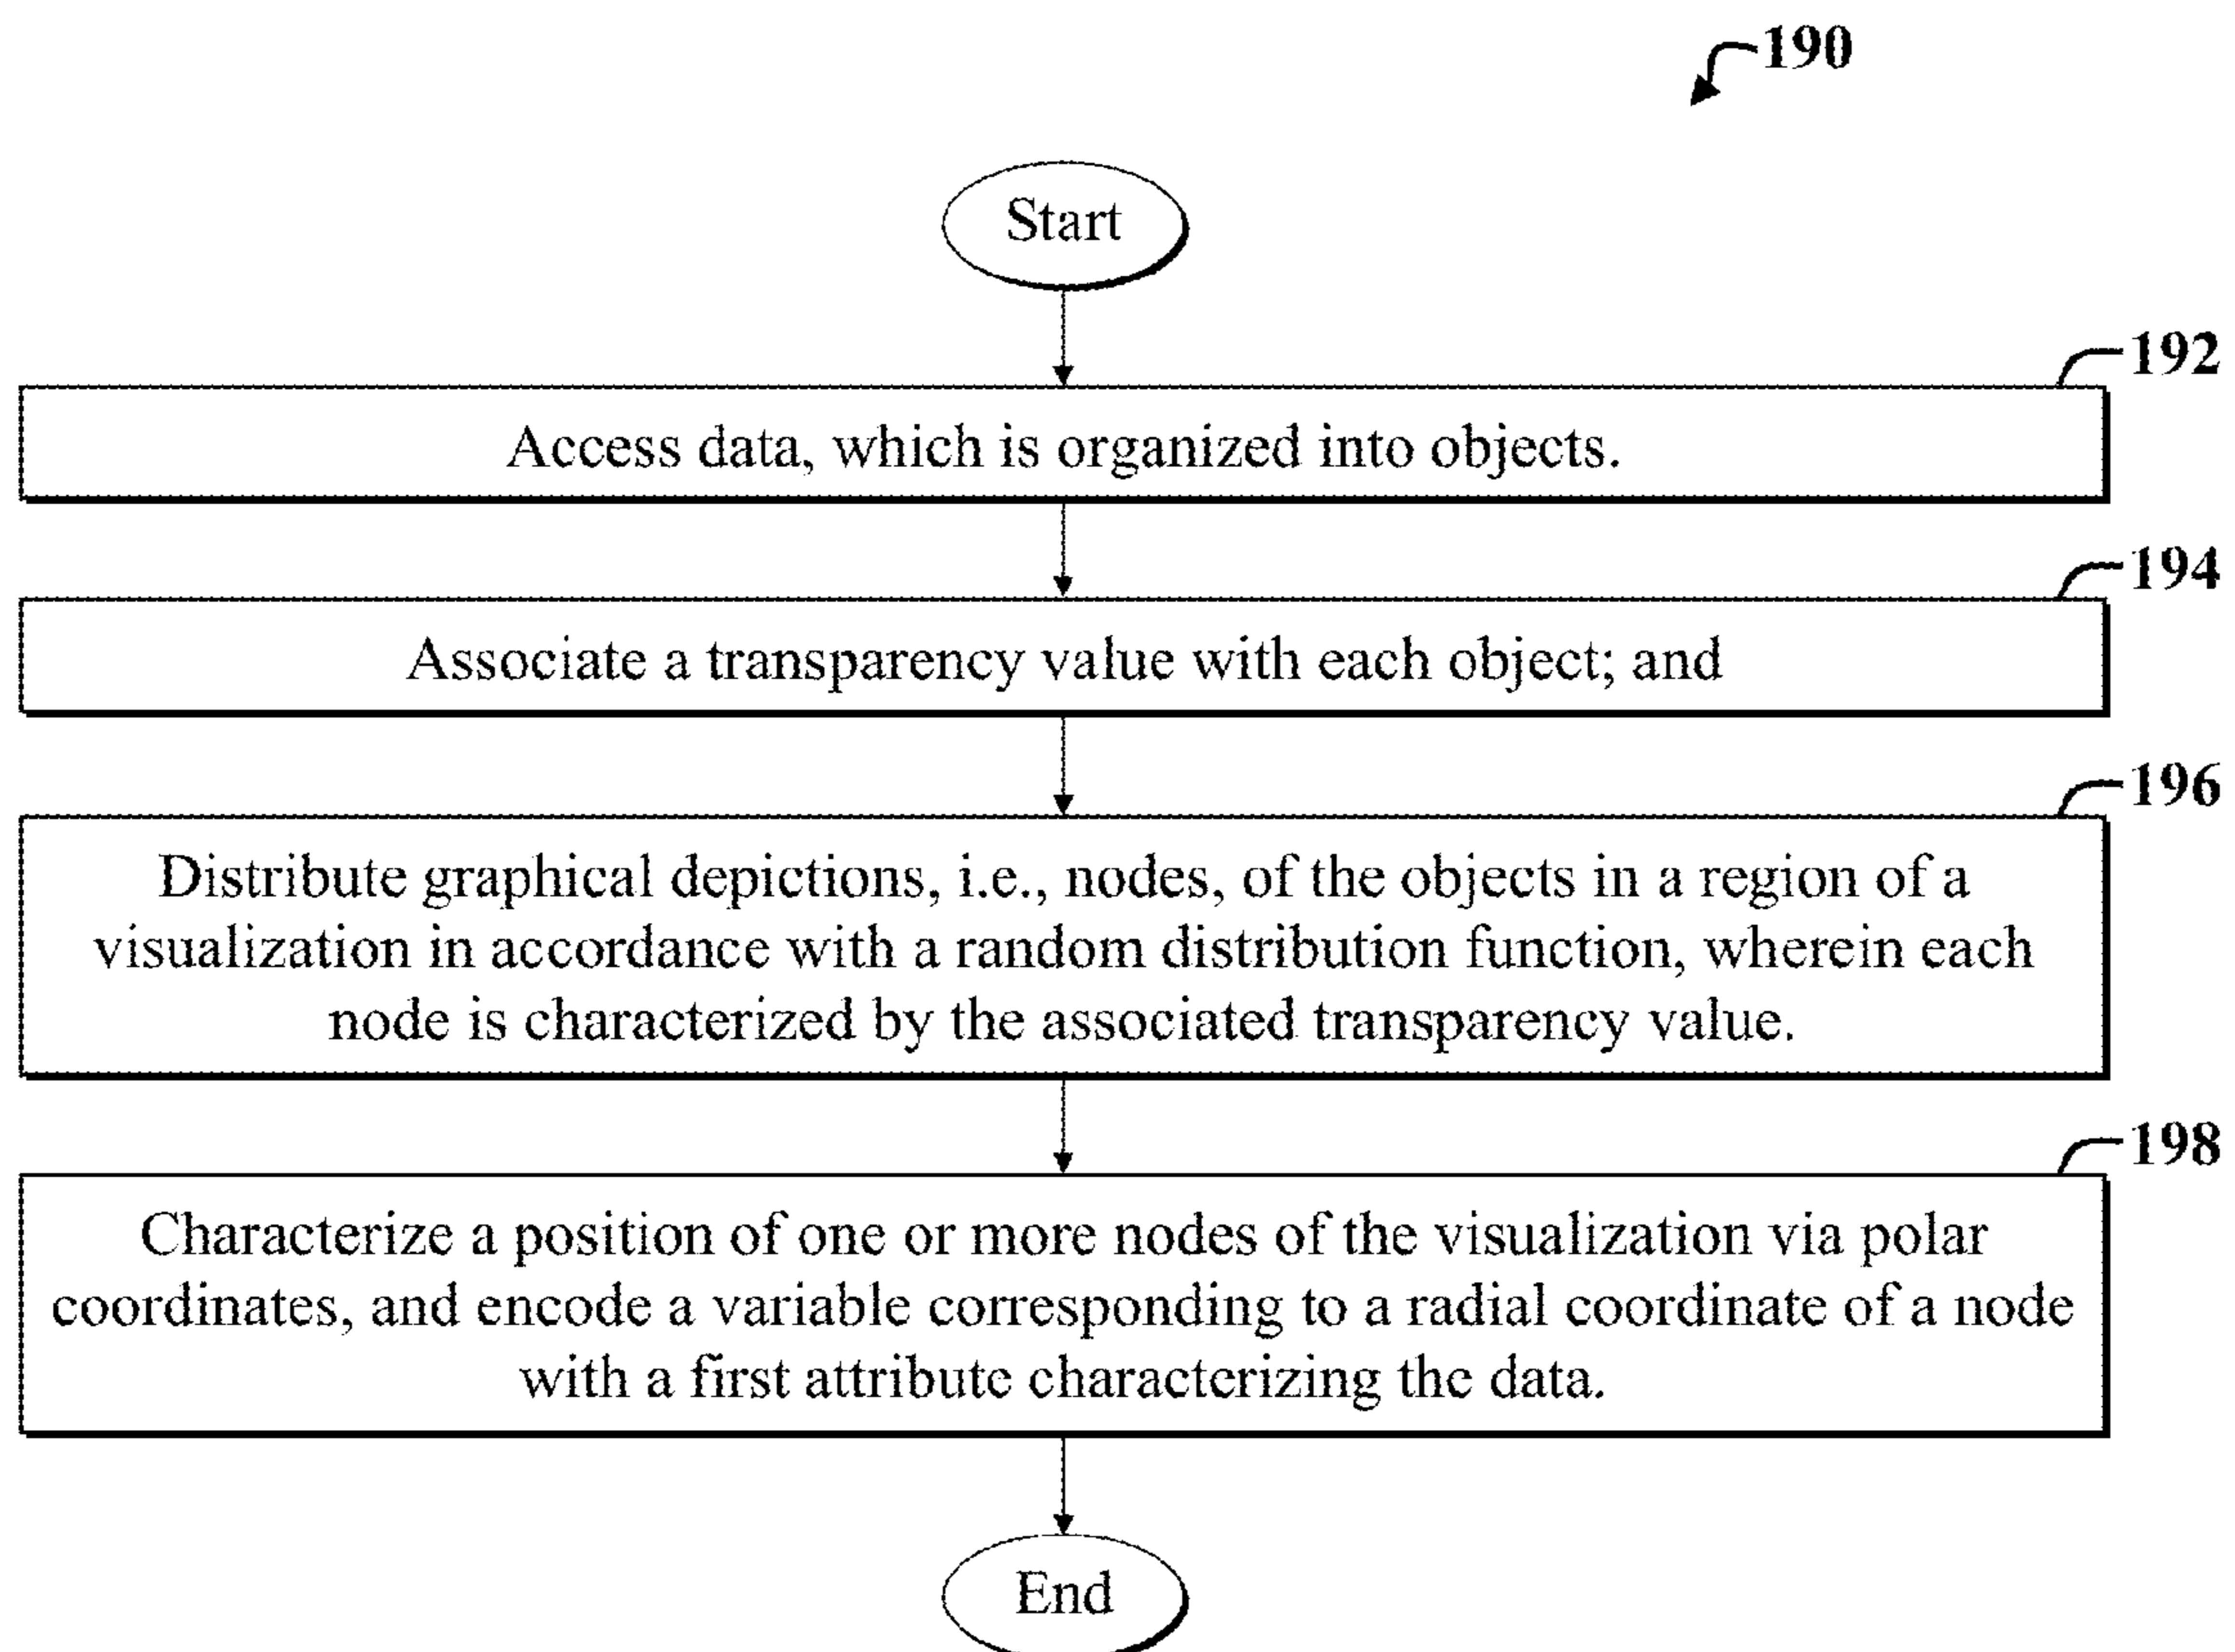 190
Start
192
Access data, which is organized into objects.
194
Associate a transparency value with each object; and
196
Distribute graphical depictions, i.e., nodes, of the objects in a region of a
visualization in accordance with a random distribution function, wherein each
node is characterized by the associated transparency value.
198
Characterize a position of one or more nodes of the visualization via polar
coordinates, and encode a variable corresponding to a radial coordinate of a node
with a first attribute characterizing the data.
End